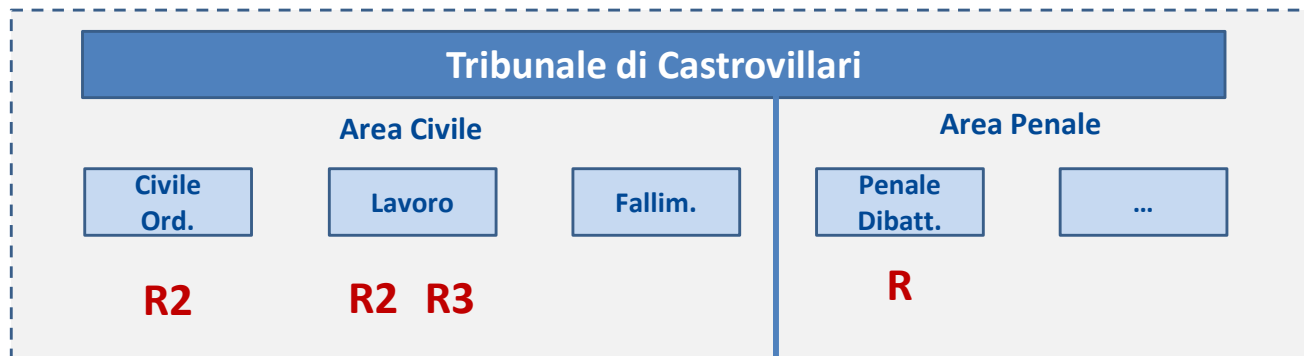 Tribunale di Castrovillari
Area Civile
Area Penale
Civile
Ord.
Lavoro
Fallim.
Penale
Dibatt.
...
R2
R2 R3
R